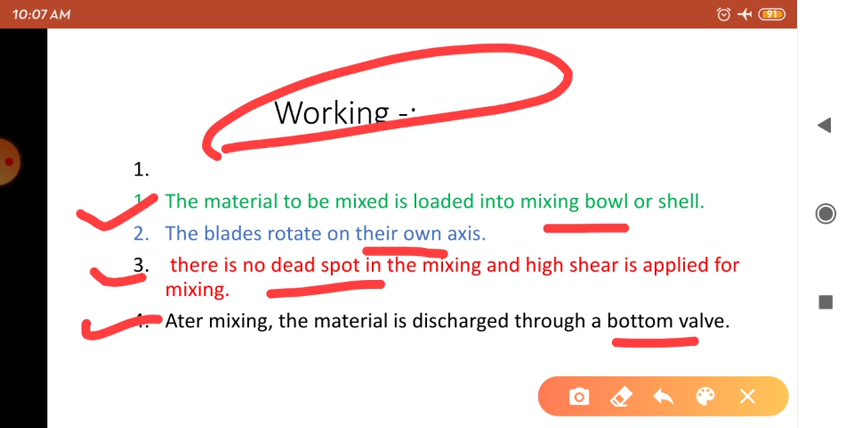 10:07 AM
91
Working -:
1.
1. The material to be mixed is loaded into mixing bowl or shell.
2. The blades rotate on their own axis.
3. there is no dead spot in the mixing and high shear is applied for
mixing.
4. Ater mixing, the material is discharged through a bottom valve.